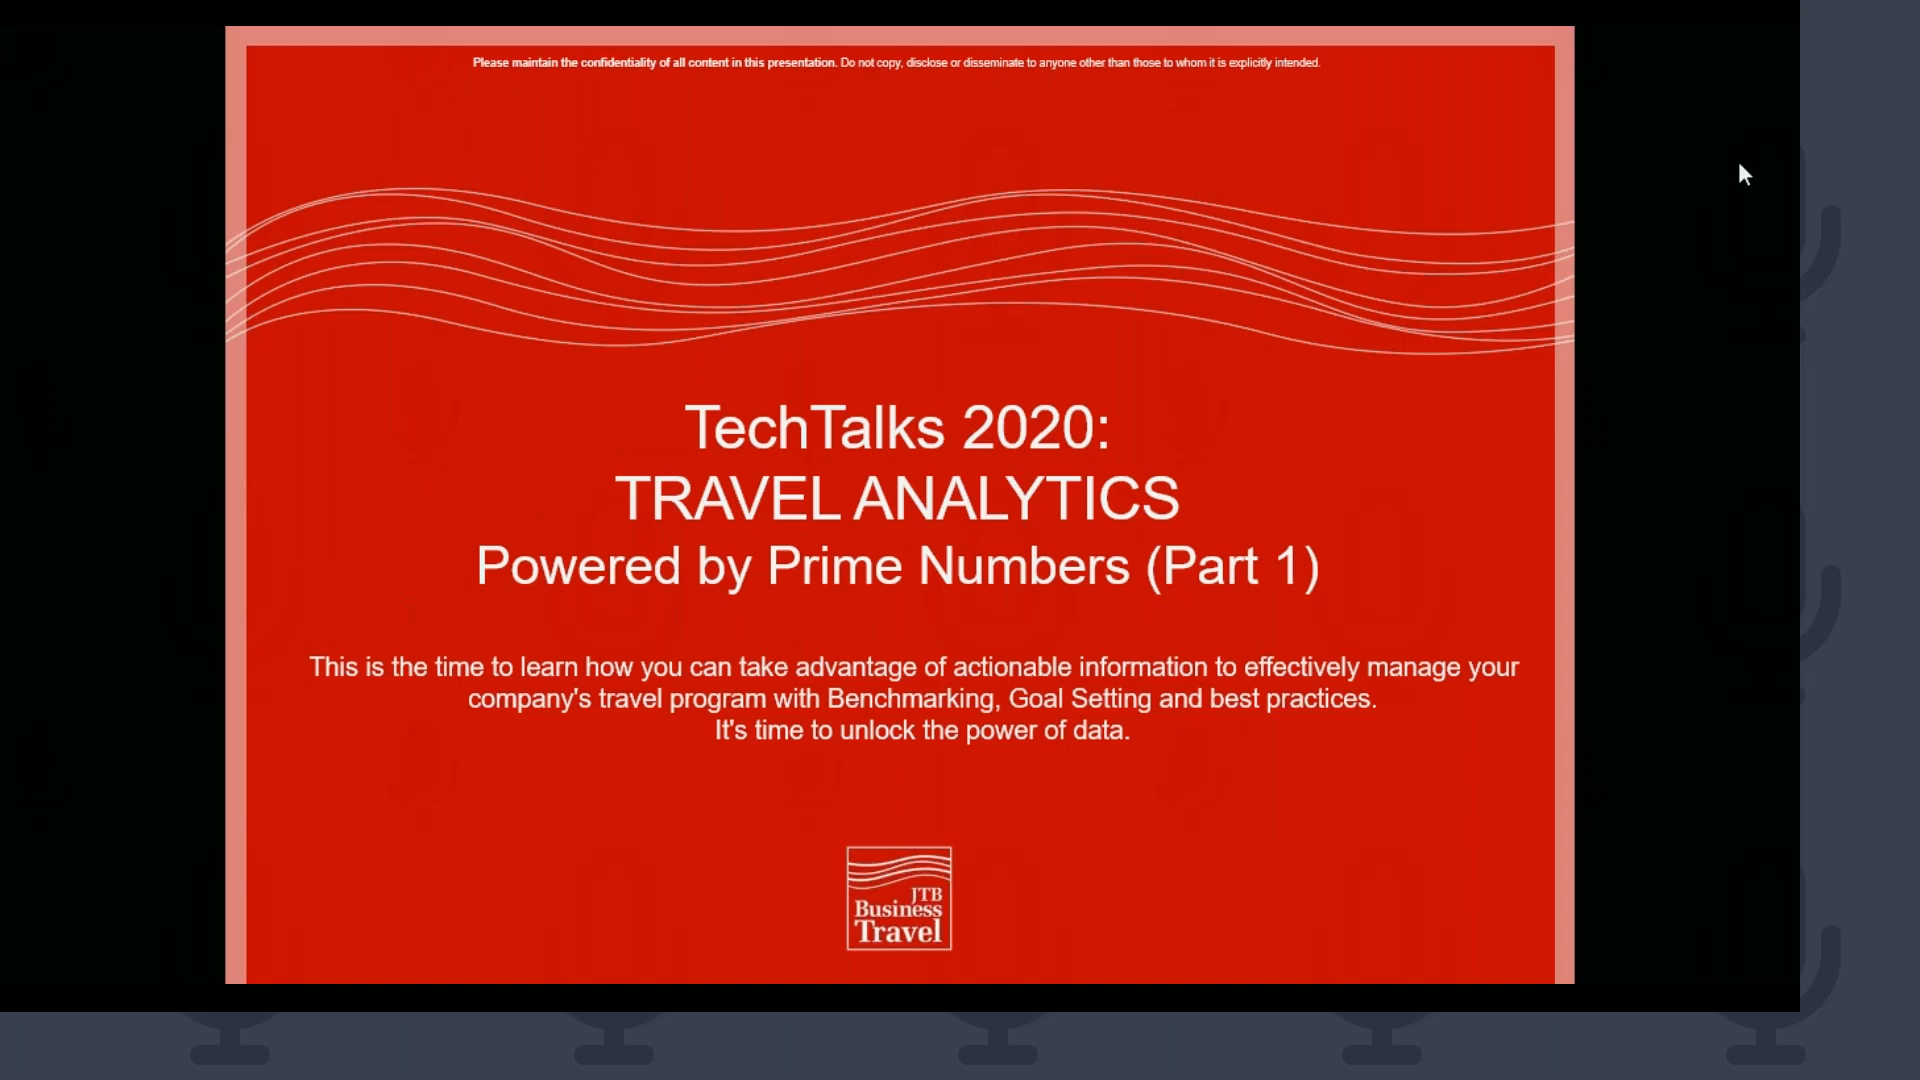 Please maintain the confidentiality of all content in this presentation. Do not copy, disclose or disseminate to anyone other than those to whom it is explicitly intended.
TechTalks 2020:
TRAVEL ANALYTICS
Powered by Prime Numbers (Part 1)
This is the time to learn how you can take advantage of actionable information to effectively manage your
company's travel program with Benchmarking, Goal Setting and best practices.
It's time to unlock the power of data.
JTB
Business
Travel